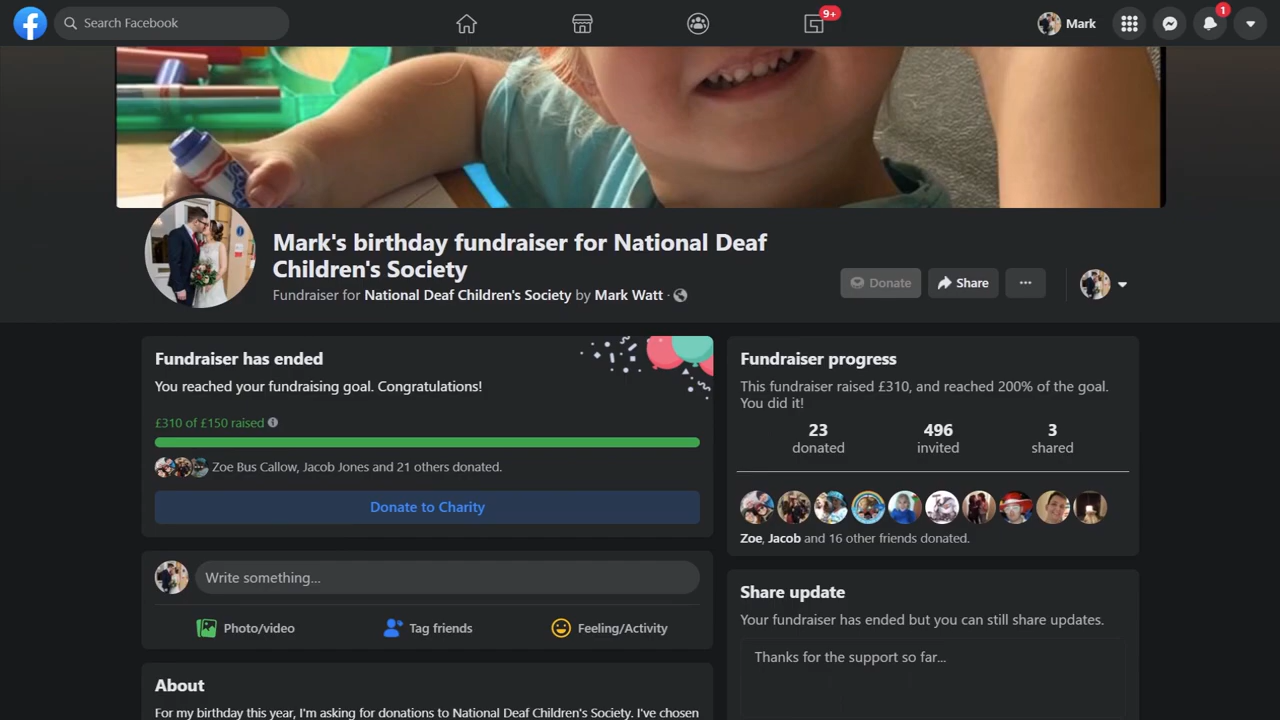 Search Facebook
9+
Mark
1
Mark's birthday fundraiser for National Deaf
Children's Society
Fundraiser for National Deaf Children's Society by Mark Watt ·
Donate
Share
Fundraiser has ended
You reached your fundraising goal. Congratulations!
£310 of £150 raised
Zoe Bus Callow, Jacob Jones and 21 others donated.
Donate to Charity
Write something...
Photo/video
Tag friends
Feeling/Activity
About
For my birthday this year, I'm asking for donations to National Deaf Children's Society. I've chosen
Fundraiser progress
This fundraiser raised £310, and reached 200% of the goal.
You did it!
23 496 3
donated invited shared
Zoe, Jacob and 16 other friends donated.
Share update
Your fundraiser has ended but you can still share updates.
Thanks for the support so far...